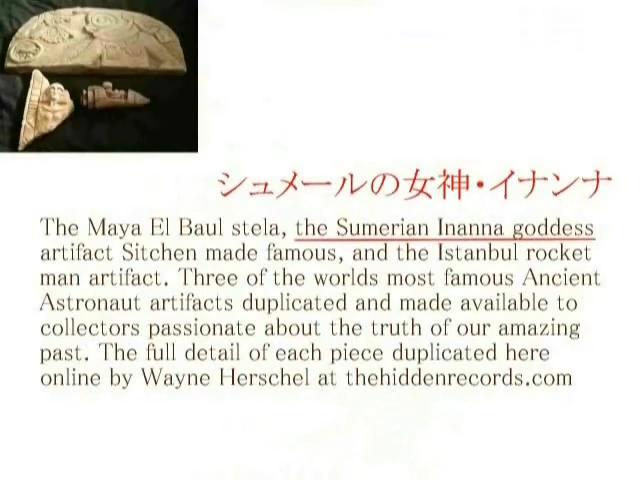 シュメールの女神・イナンナ
The Maya El Baul stela, the Sumerian Inanna goddess
artifact Sitchen made famous, and the Istanbul rocket
man artifact. Three of the worlds most famous Ancient
Astronaut artifacts duplicated and made available to
collectors passionate about the truth of our amazing
past. The full detail of each piece duplicated here
online by Wayne Herschel at thehiddenrecords.com